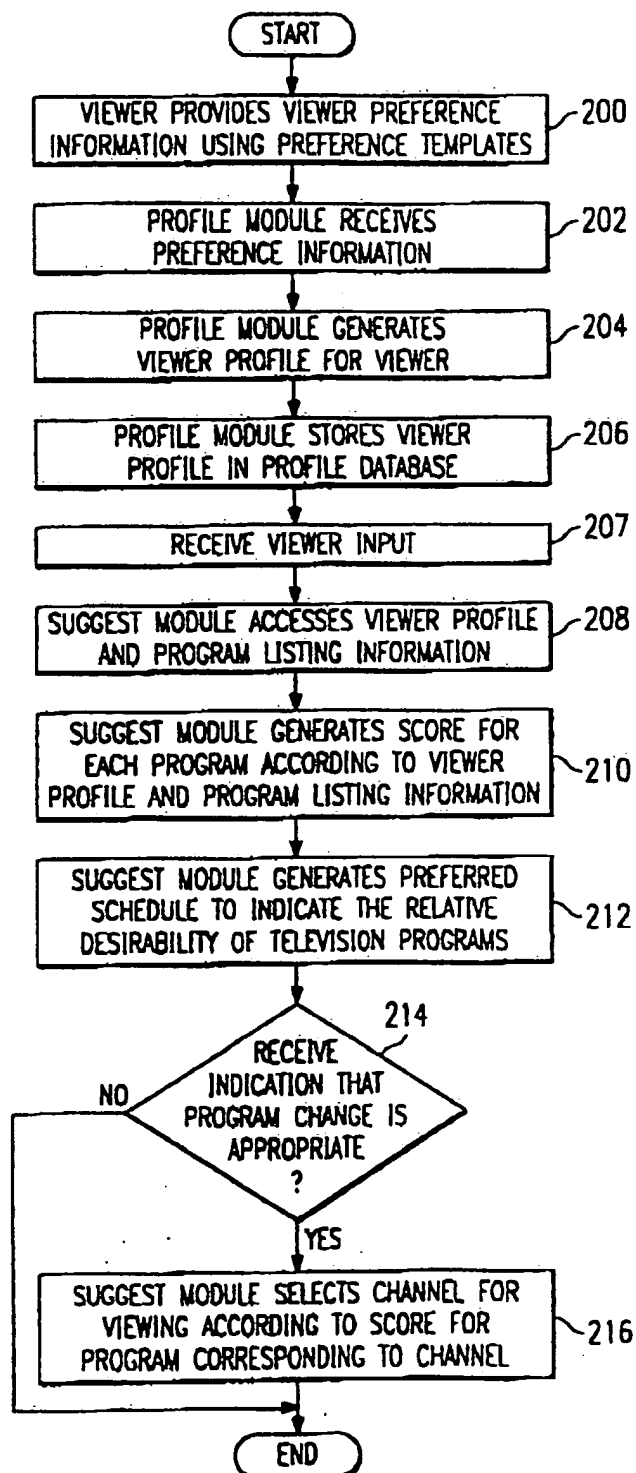 START
VIEWER PROVIDES VIEWER PREFERENCE
INFORMATION USING PREFERENCE TEMPLATES
200
PROFILE MODULE RECEIVES
PREFERENCE INFORMATION
202
PROFILE MODULE GENERATES
VIEWER PROFILE FOR VIEWER
204
PROFILE MODULE STORES VIEWER
PROFILE IN PROFILE DATABASE
206
RECEIVE VIEWER INPUT
207
SUGGEST MODULE ACCESSES VIEWER PROFILE
AND PROGRAM LISTING INFORMATION
208
SUGGEST MODULE GENERATES SCORE FOR
EACH PROGRAM ACCORDING TO VIEWER
PROFILE AND PROGRAM LISTING INFORMATION
210
SUGGEST MODULE GENERATES PREFERRED
SCHEDULE TO INDICATE THE RELATIVE
DESIRABILITY OF TELEVISION PROGRAMS
212
214
RECEIVE
INDICATION THAT
PROGRAM CHANGE IS
APPROPRIATE
?
NO
YES
SUGGEST MODULE SELECTS CHANNEL FOR
VIEWING ACCORDING TO SCORE FOR
PROGRAM CORRESPONDING TO CHANNEL
216
END